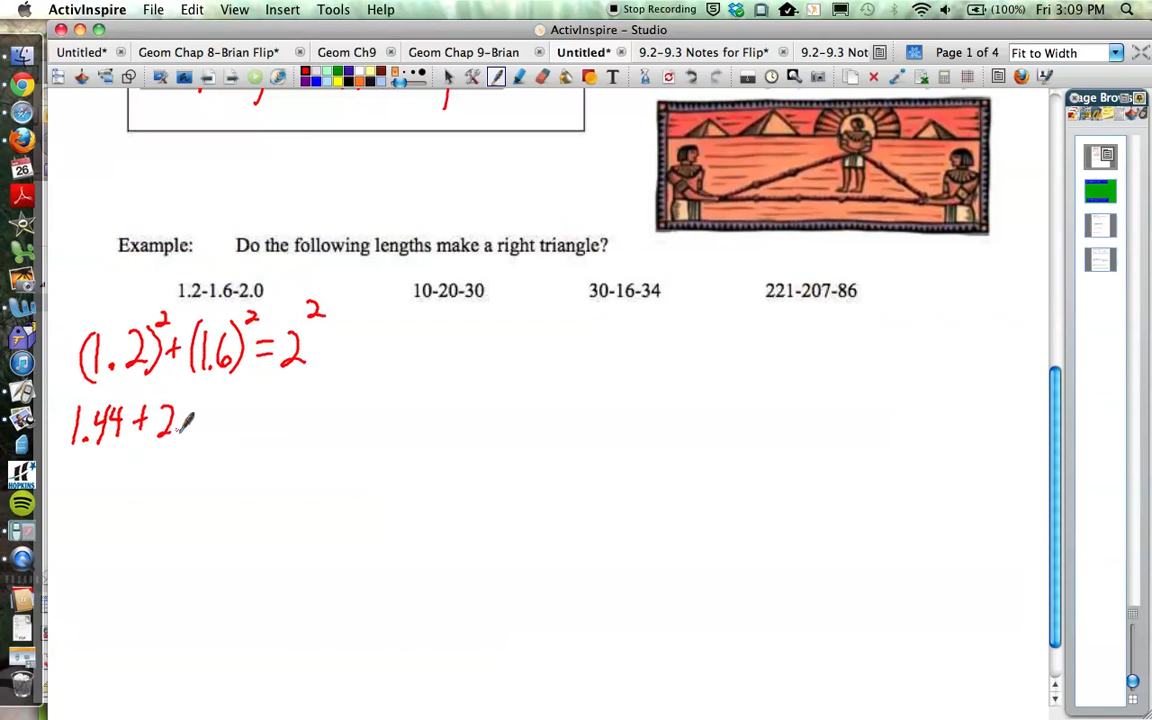 ActivInspire File Edit View Insert Tools Help Stop Recording (100%) Fri 3:09 PM
ActivInspire – Studio
Untitled* Geom Chap 8–Brian Flip* Geom Ch9 Geom Chap 9–Brian Untitled* 9.2–9.3 Notes for Flip* 9.2–9.3 Not Page 1 of 4 Fit to Width
age Brows
Example: Do the following lengths make a right triangle?
1.2-1.6-2.0 10-20-30 30-16-34 221-207-86
(1.2)²+(1.6)²=2²
1.44+2.
26
HOPKINS